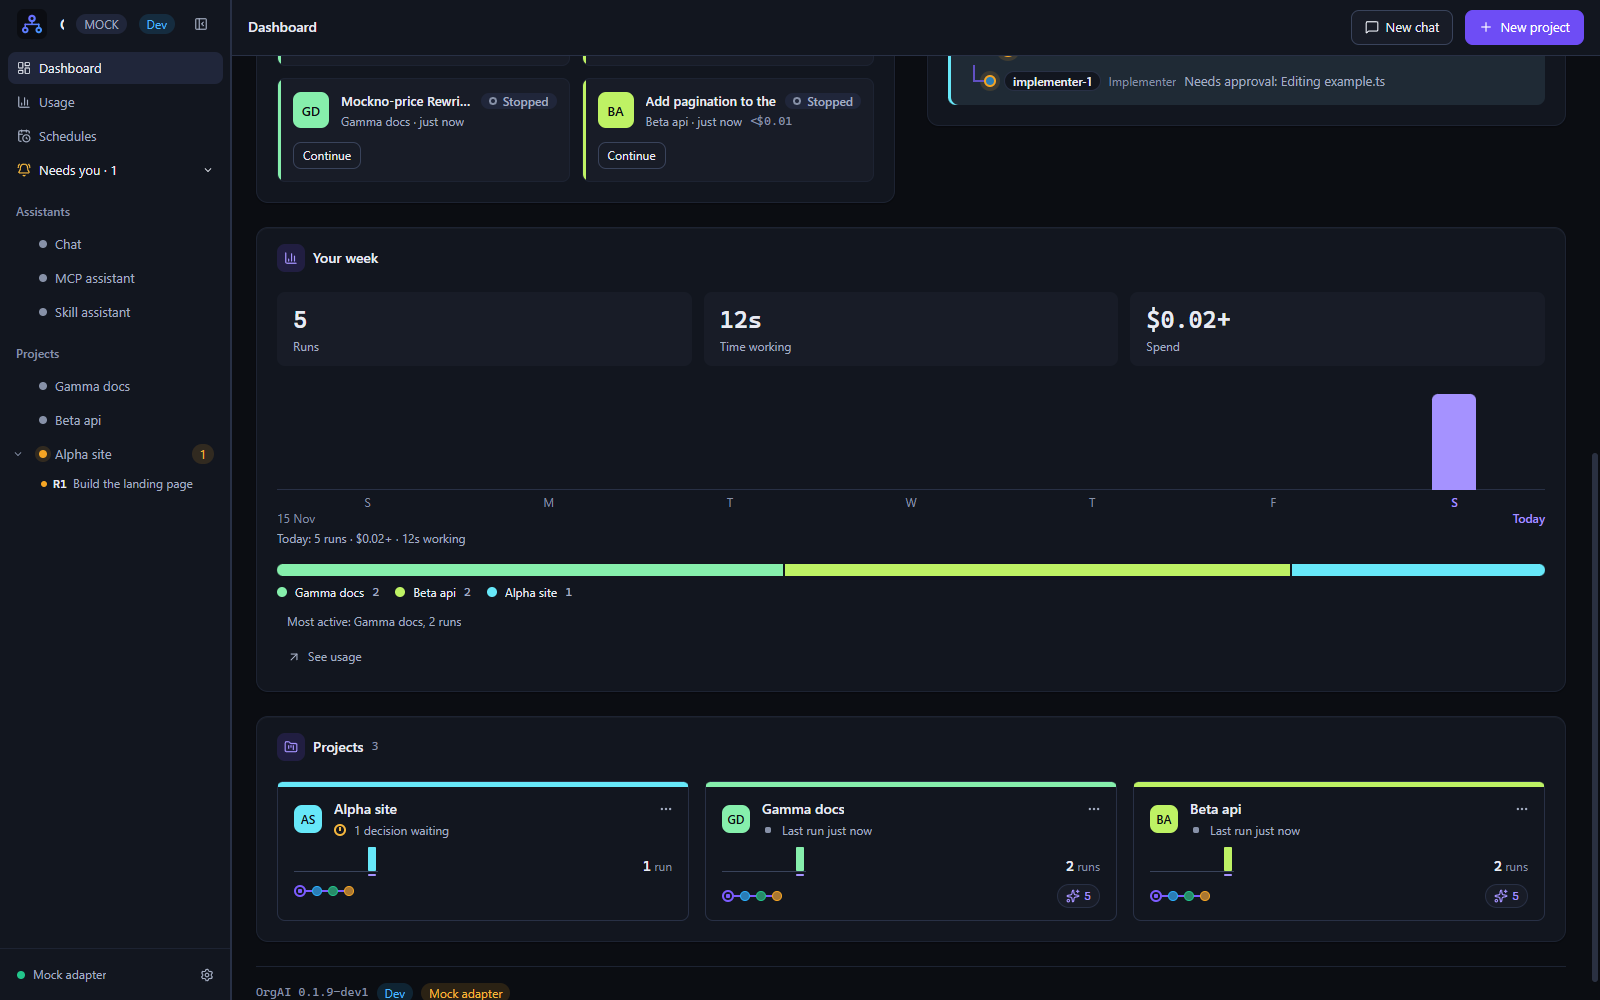 MOCK
Dev
Dashboard
Usage
Schedules
Needs you · 1
Assistants
Chat
MCP assistant
Skill assistant
Projects
Gamma docs
Beta api
Alpha site
1
R1 Build the landing page
Mock adapter
Dashboard
New chat
New project
GD
Mockno-price Rewri...
Stopped
Gamma docs · just now
Continue
BA
Add pagination to the
Stopped
Beta api · just now <$0.01
Continue
implementer-1 Implementer Needs approval: Editing example.ts
Your week
5
Runs
12s
Time working
$0.02+
Spend
S M T W T F S
15 Nov
Today
Today: 5 runs · $0.02+ · 12s working
Gamma docs 2 Beta api 2 Alpha site 1
Most active: Gamma docs, 2 runs
See usage
Projects 3
AS
Alpha site
1 decision waiting
1 run
GD
Gamma docs
Last run just now
2 runs
5
BA
Beta api
Last run just now
2 runs
5
OrgAI 0.1.9-dev1 Dev Mock adapter